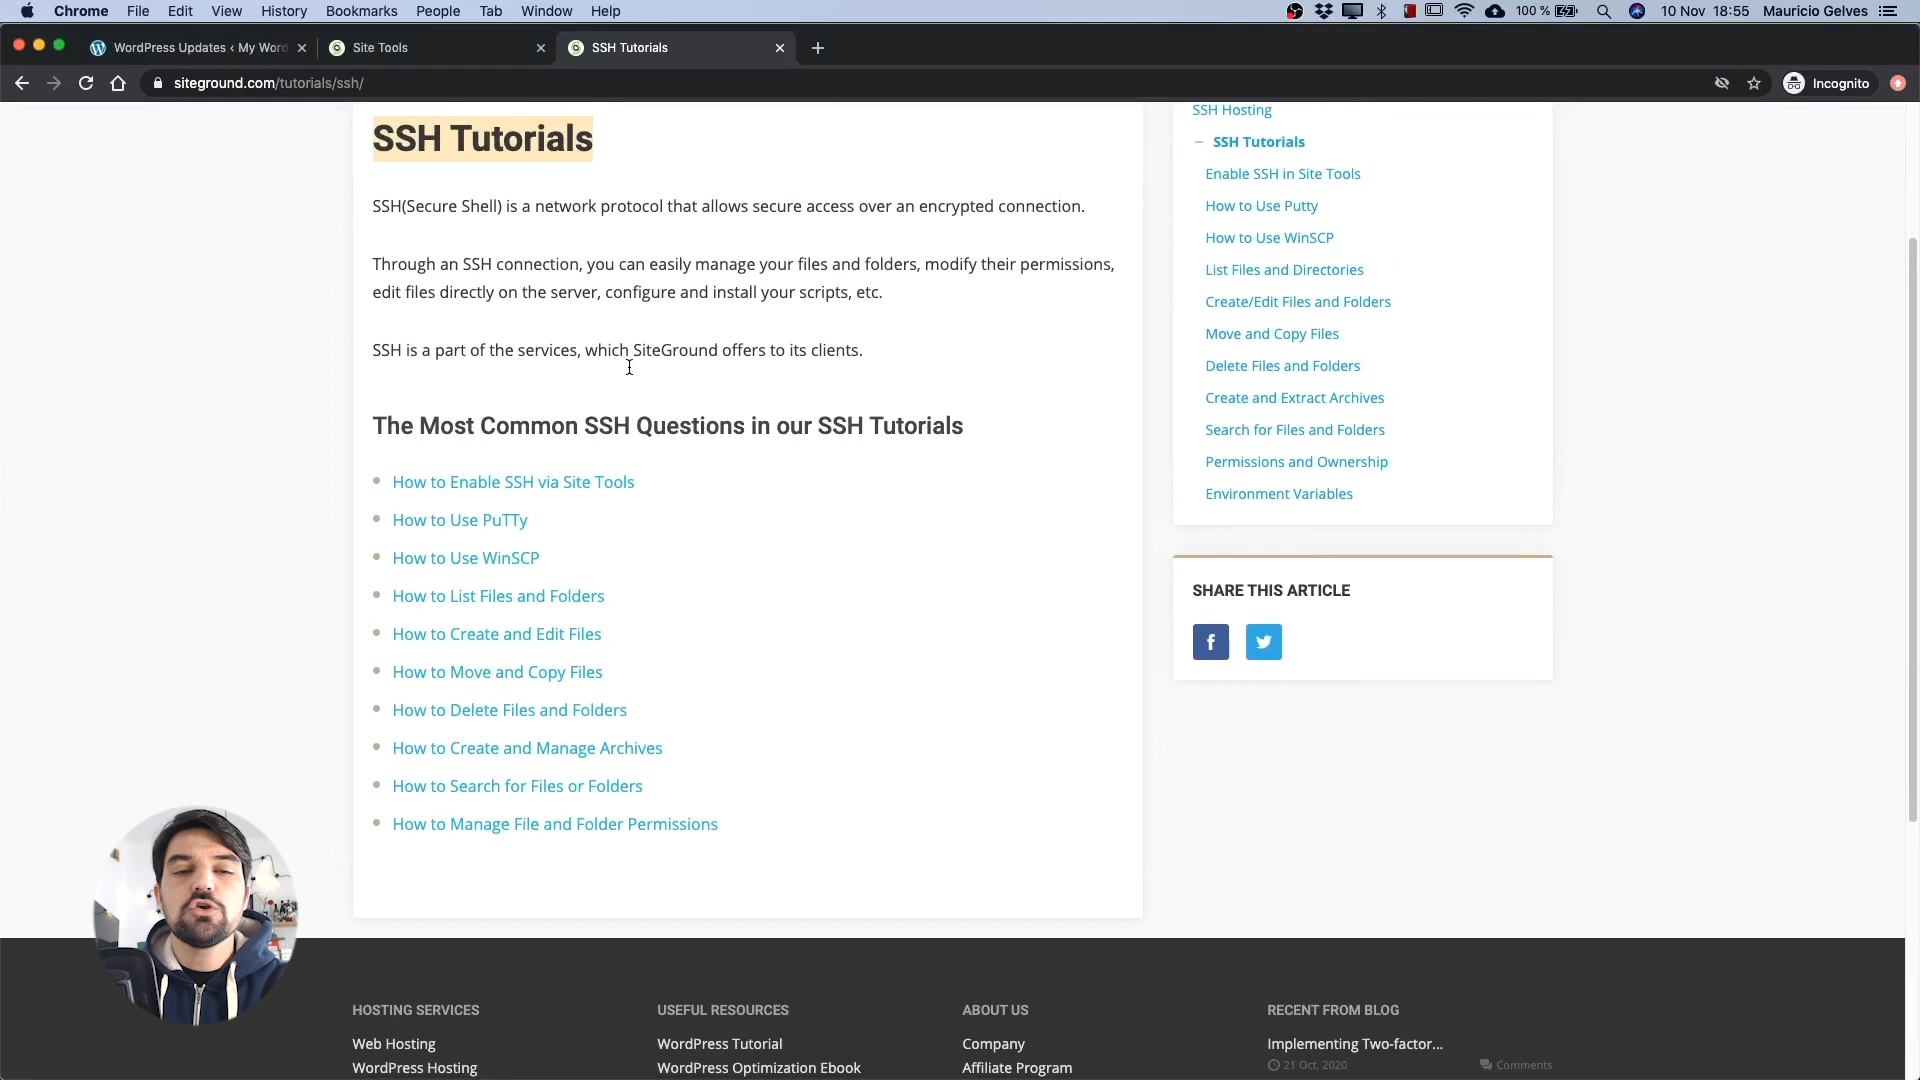 Chrome File Edit View History Bookmarks People Tab Window Help 100 % 10 Nov 18:55 Mauricio Gelves
WordPress Updates ‹ My Word Site Tools SSH Tutorials
siteground.com/tutorials/ssh/ Incognito
SSH Tutorials
SSH(Secure Shell) is a network protocol that allows secure access over an encrypted connection.
Through an SSH connection, you can easily manage your files and folders, modify their permissions,
edit files directly on the server, configure and install your scripts, etc.
SSH is a part of the services, which SiteGround offers to its clients.
The Most Common SSH Questions in our SSH Tutorials
How to Enable SSH via Site Tools
How to Use PuTTy
How to Use WinSCP
How to List Files and Folders
How to Create and Edit Files
How to Move and Copy Files
How to Delete Files and Folders
How to Create and Manage Archives
How to Search for Files or Folders
How to Manage File and Folder Permissions
SSH Hosting
SSH Tutorials
Enable SSH in Site Tools
How to Use Putty
How to Use WinSCP
List Files and Directories
Create/Edit Files and Folders
Move and Copy Files
Delete Files and Folders
Create and Extract Archives
Search for Files and Folders
Permissions and Ownership
Environment Variables
SHARE THIS ARTICLE
HOSTING SERVICES
Web Hosting
WordPress Hosting
USEFUL RESOURCES
WordPress Tutorial
WordPress Optimization Ebook
ABOUT US
Company
Affiliate Program
RECENT FROM BLOG
Implementing Two-factor...
21 Oct, 2020 Comments